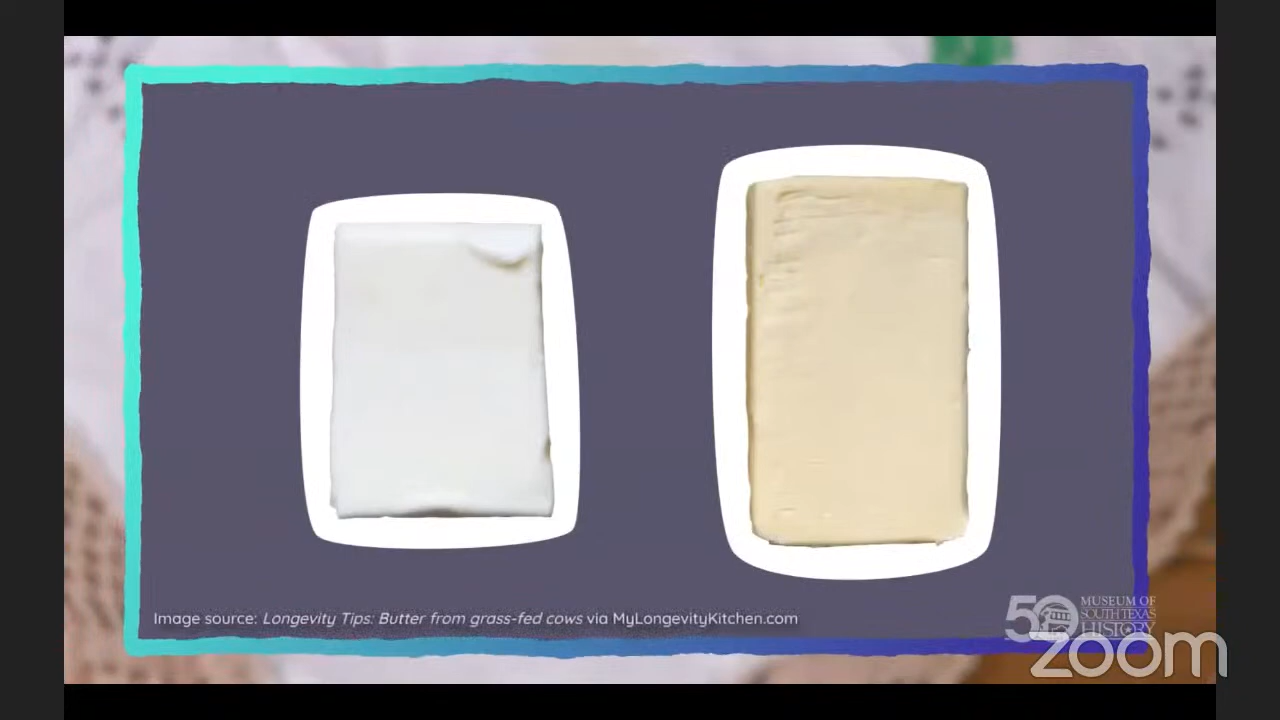 Image source: Longevity Tips: Butter from grass-fed cows via MyLongevityKitchen.com
50
MUSEUM OF
SOUTH TEXAS
HISTORY
zoom